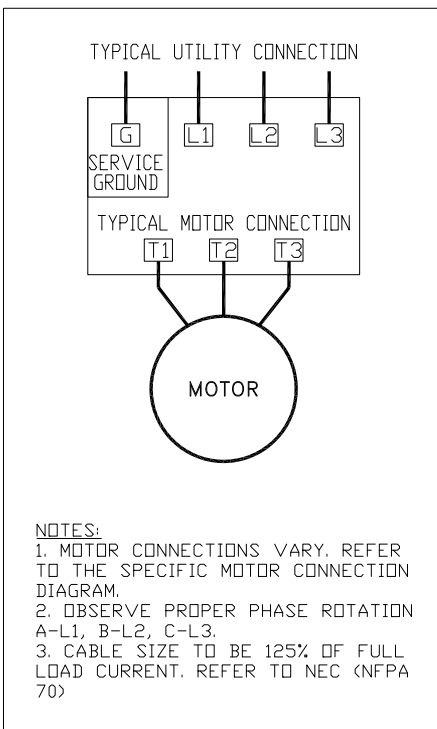 TYPICAL UTILITY CONNECTION
G L1 L2 L3
SERVICE
GROUND
TYPICAL MOTOR CONNECTION
T1 T2 T3
MOTOR
NOTES:
1. MOTOR CONNECTIONS VARY. REFER
TO THE SPECIFIC MOTOR CONNECTION
DIAGRAM.
2. OBSERVE PROPER PHASE ROTATION
A-L1, B-L2, C-L3.
3. CABLE SIZE TO BE 125% OF FULL
LOAD CURRENT. REFER TO NEC (NFPA
70)